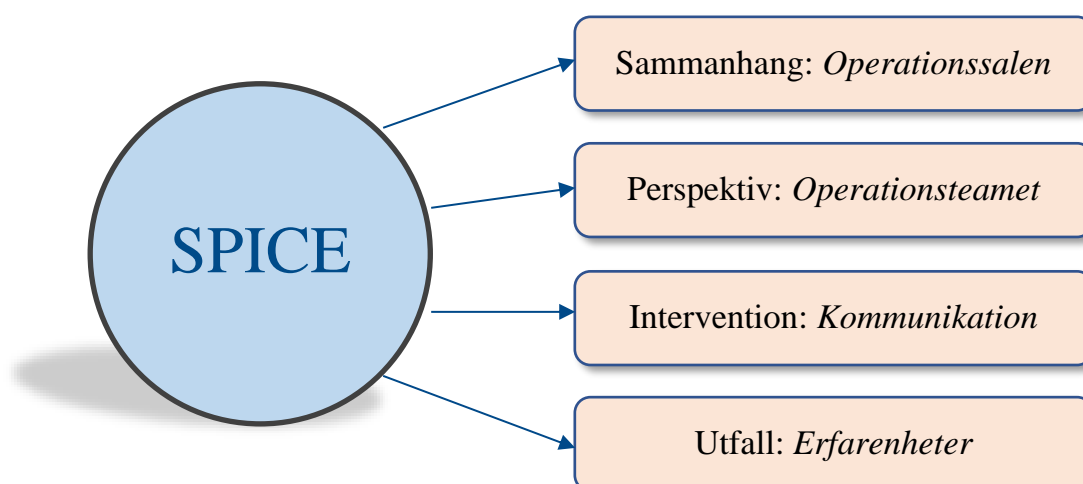 SPICE
Sammanhang: Operationssalen
Perspektiv: Operationsteamet
Intervention: Kommunikation
Utfall: Erfarenheter